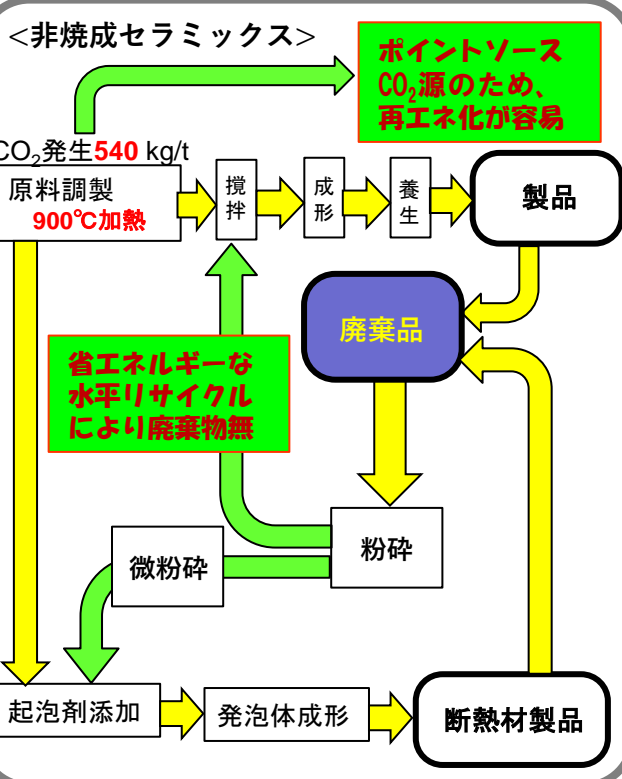 <非焼成セラミックス>
ポイントソース
CO₂源のため、
再エネ化が容易
CO₂発生540 kg/t
原料調製
900℃加熱
撹拌
成形
養生
製品
廃棄品
省エネルギーな
水平リサイクル
により廃棄物無
粉砕
微粉砕
起泡剤添加
発泡体成形
断熱材製品